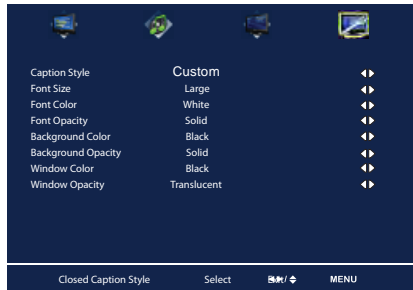 Caption Style Custom
Font Size Large
Font Color White
Font Opacity Solid
Background Color Black
Background Opacity Solid
Window Color Black
Window Opacity Translucent
Closed Caption Style Select / MENU